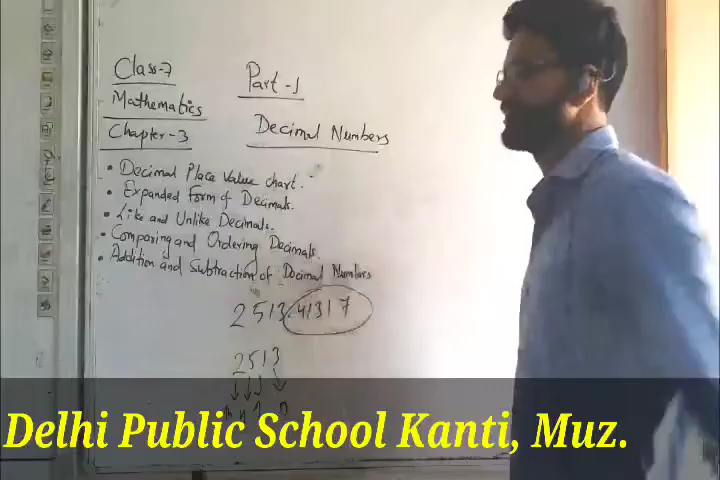 Class-7
Part-1
Mathematics
Chapter-3
Decimal Numbers
• Decimal Place Value chart.-
• Expanded Form of Decimals.
• Like and Unlike Decimals.
• Comparing and Ordering Decimals.
• Addition and Subtraction of Decimal Numbers
2513.41317
2513
Delhi Public School Kanti, Muz.